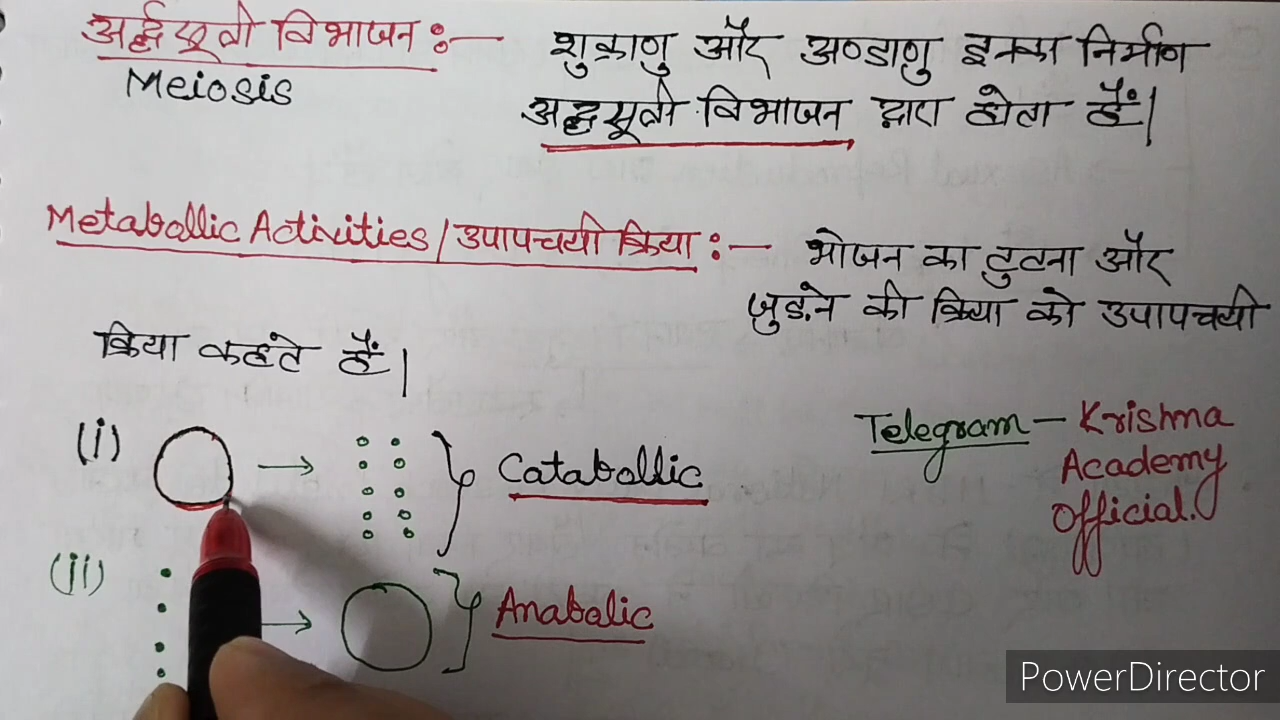 अर्द्धसूत्री विभाजन :— शुक्राणु और अण्डाणु इनका निर्माण
Meiosis
अर्द्धसूत्री विभाजन द्वारा होता हैं।
Metabollic Activities / उपापचयी क्रिया :— भोजन का टुटना और
जुड़ने की क्रिया को उपापचयी
क्रिया कहते हैं।
(i) → Catabollic
(ii) → Anabolic
Telegram — Krishna
Academy
Official.
PowerDirector